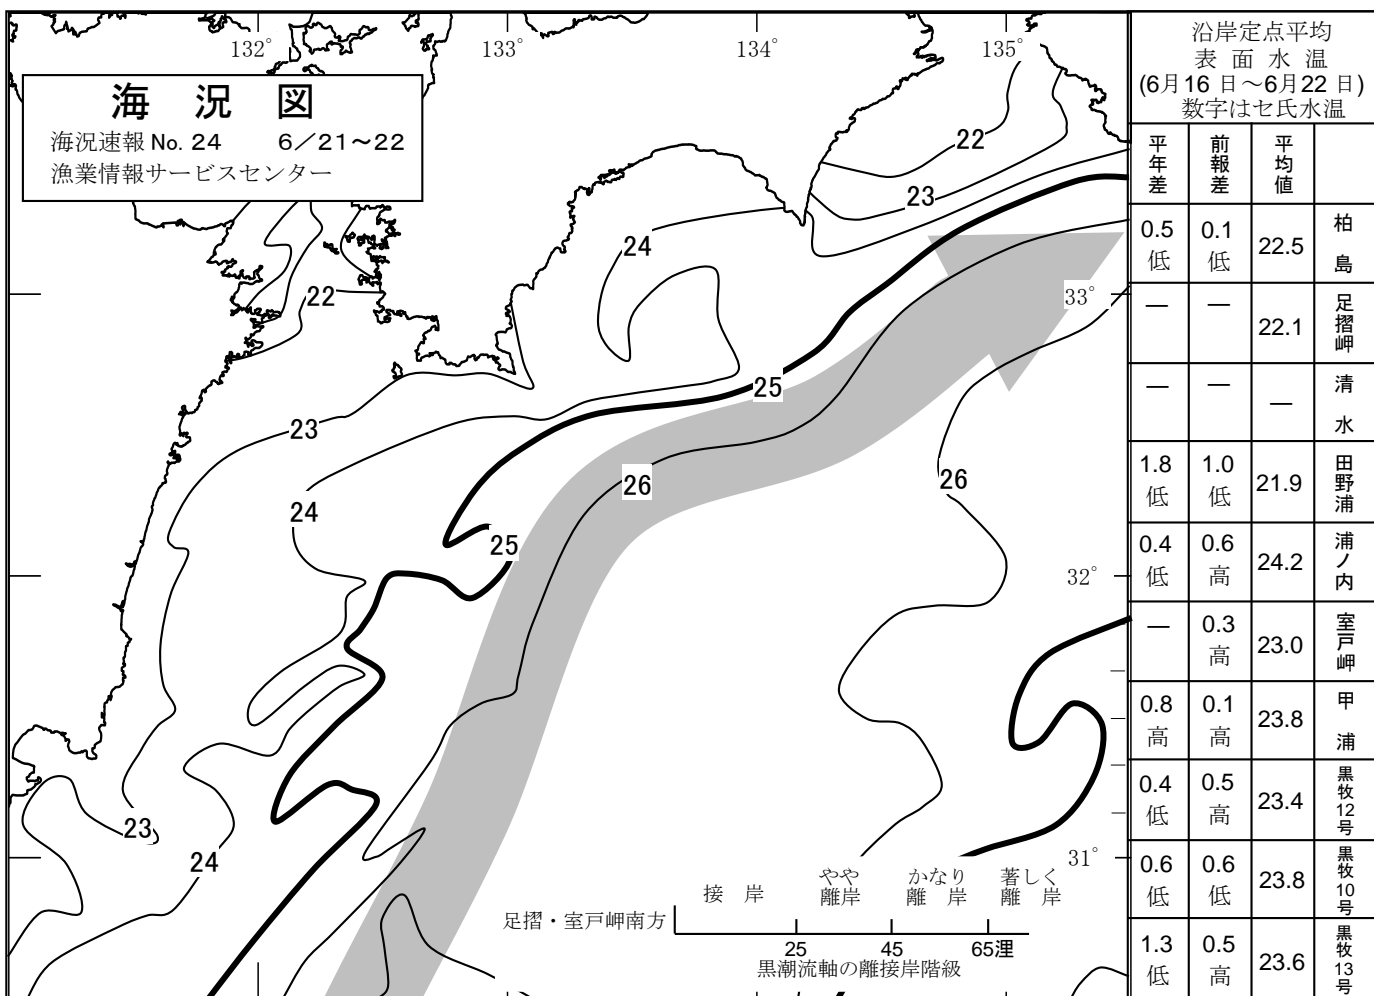 海 況 図
海況速報 No. 24 6／21～22
漁業情報サービスセンター
132°
133°
134°
135°
22
23
24
22
33°
25
23
26
26
24
25
32°
23
24
31°
接 岸
やや離岸
かなり離 岸
著しく離 岸
足摺・室戸岬南方
25 45 65浬
黒潮流軸の離接岸階級
沿岸定点平均
表 面 水 温
(6月16 日～6月22 日)
数字はセ氏水温
平年差 前報差 平均値
0.5低 0.1低 22.5 柏島
― ― 22.1 足摺岬
― ― ― 清水
1.8低 1.0低 21.9 田野浦
0.4低 0.6高 24.2 浦ノ内
― 0.3高 23.0 室戸岬
0.8高 0.1高 23.8 甲浦
0.4低 0.5高 23.4 黒牧12号
0.6低 0.6低 23.8 黒牧10号
1.3低 0.5高 23.6 黒牧13号